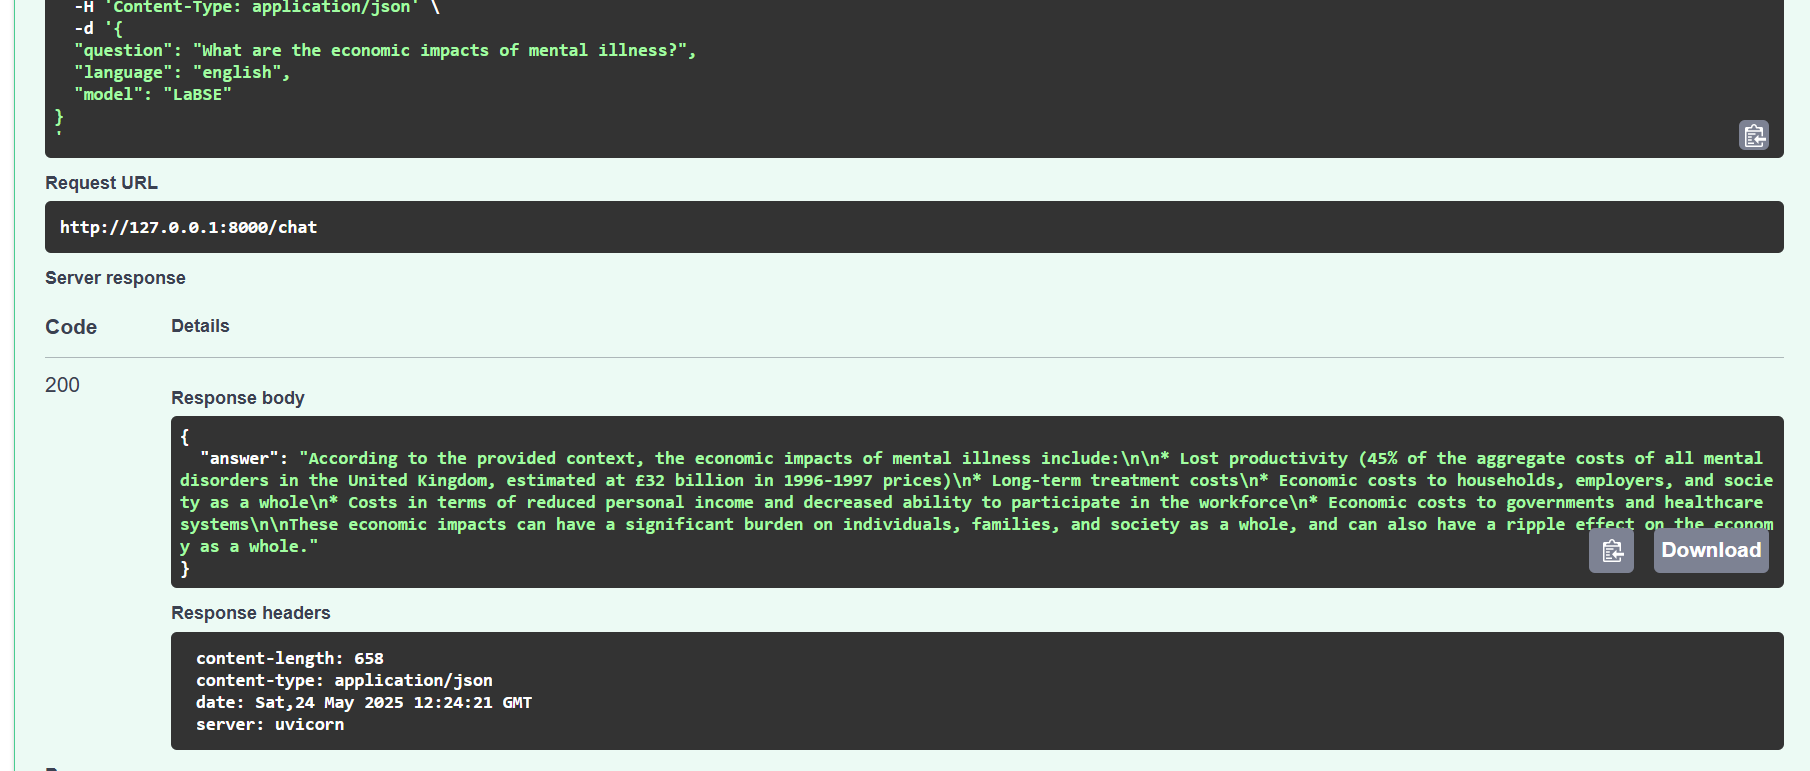 -H 'Content-Type: application/json' \
-d '{
"question": "What are the economic impacts of mental illness?",
"language": "english",
"model": "LaBSE"
}
'
Request URL
http://127.0.0.1:8000/chat
Server response
Code Details
200
Response body
{
"answer": "According to the provided context, the economic impacts of mental illness include:\n\n* Lost productivity (45% of the aggregate costs of all mental
disorders in the United Kingdom, estimated at £32 billion in 1996-1997 prices)\n* Long-term treatment costs\n* Economic costs to households, employers, and socie
ty as a whole\n* Costs in terms of reduced personal income and decreased ability to participate in the workforce\n* Economic costs to governments and healthcare
systems\n\nThese economic impacts can have a significant burden on individuals, families, and society as a whole, and can also have a ripple effect on the econom
y as a whole."
}
Download
Response headers
content-length: 658
content-type: application/json
date: Sat,24 May 2025 12:24:21 GMT
server: uvicorn